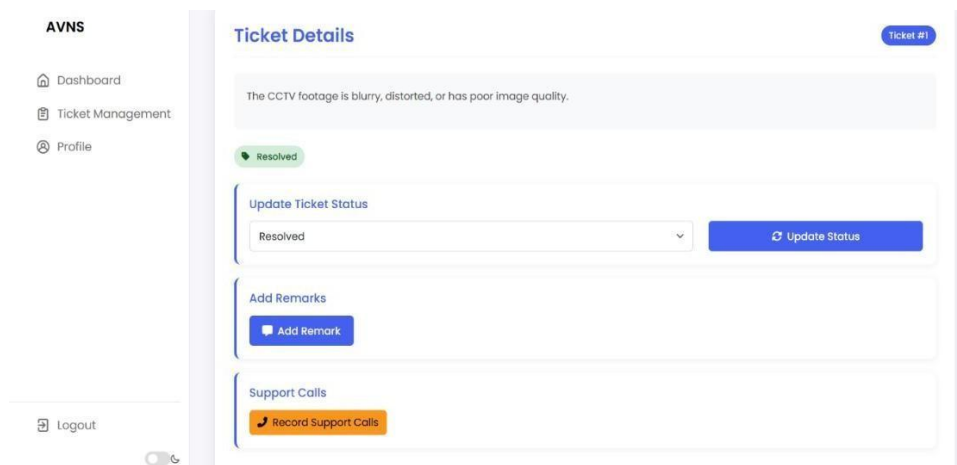 AVNS
Dashboard
Ticket Management
Profile
Logout
Ticket Details
Ticket #1
The CCTV footage is blurry, distorted, or has poor image quality.
Resolved
Update Ticket Status
Resolved
Update Status
Add Remarks
Add Remark
Support Calls
Record Support Calls